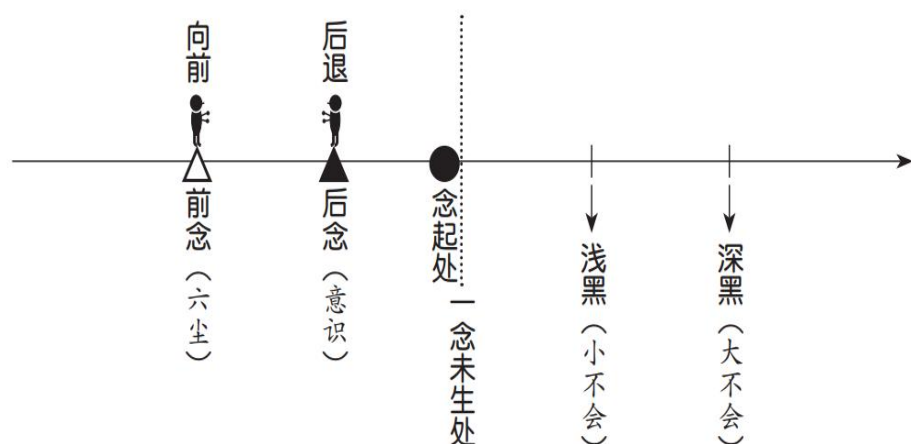 向前
后退
前念（六尘）
后念（意识）
念起处
一念未生处
浅黑（小不会）
深黑（大不会）